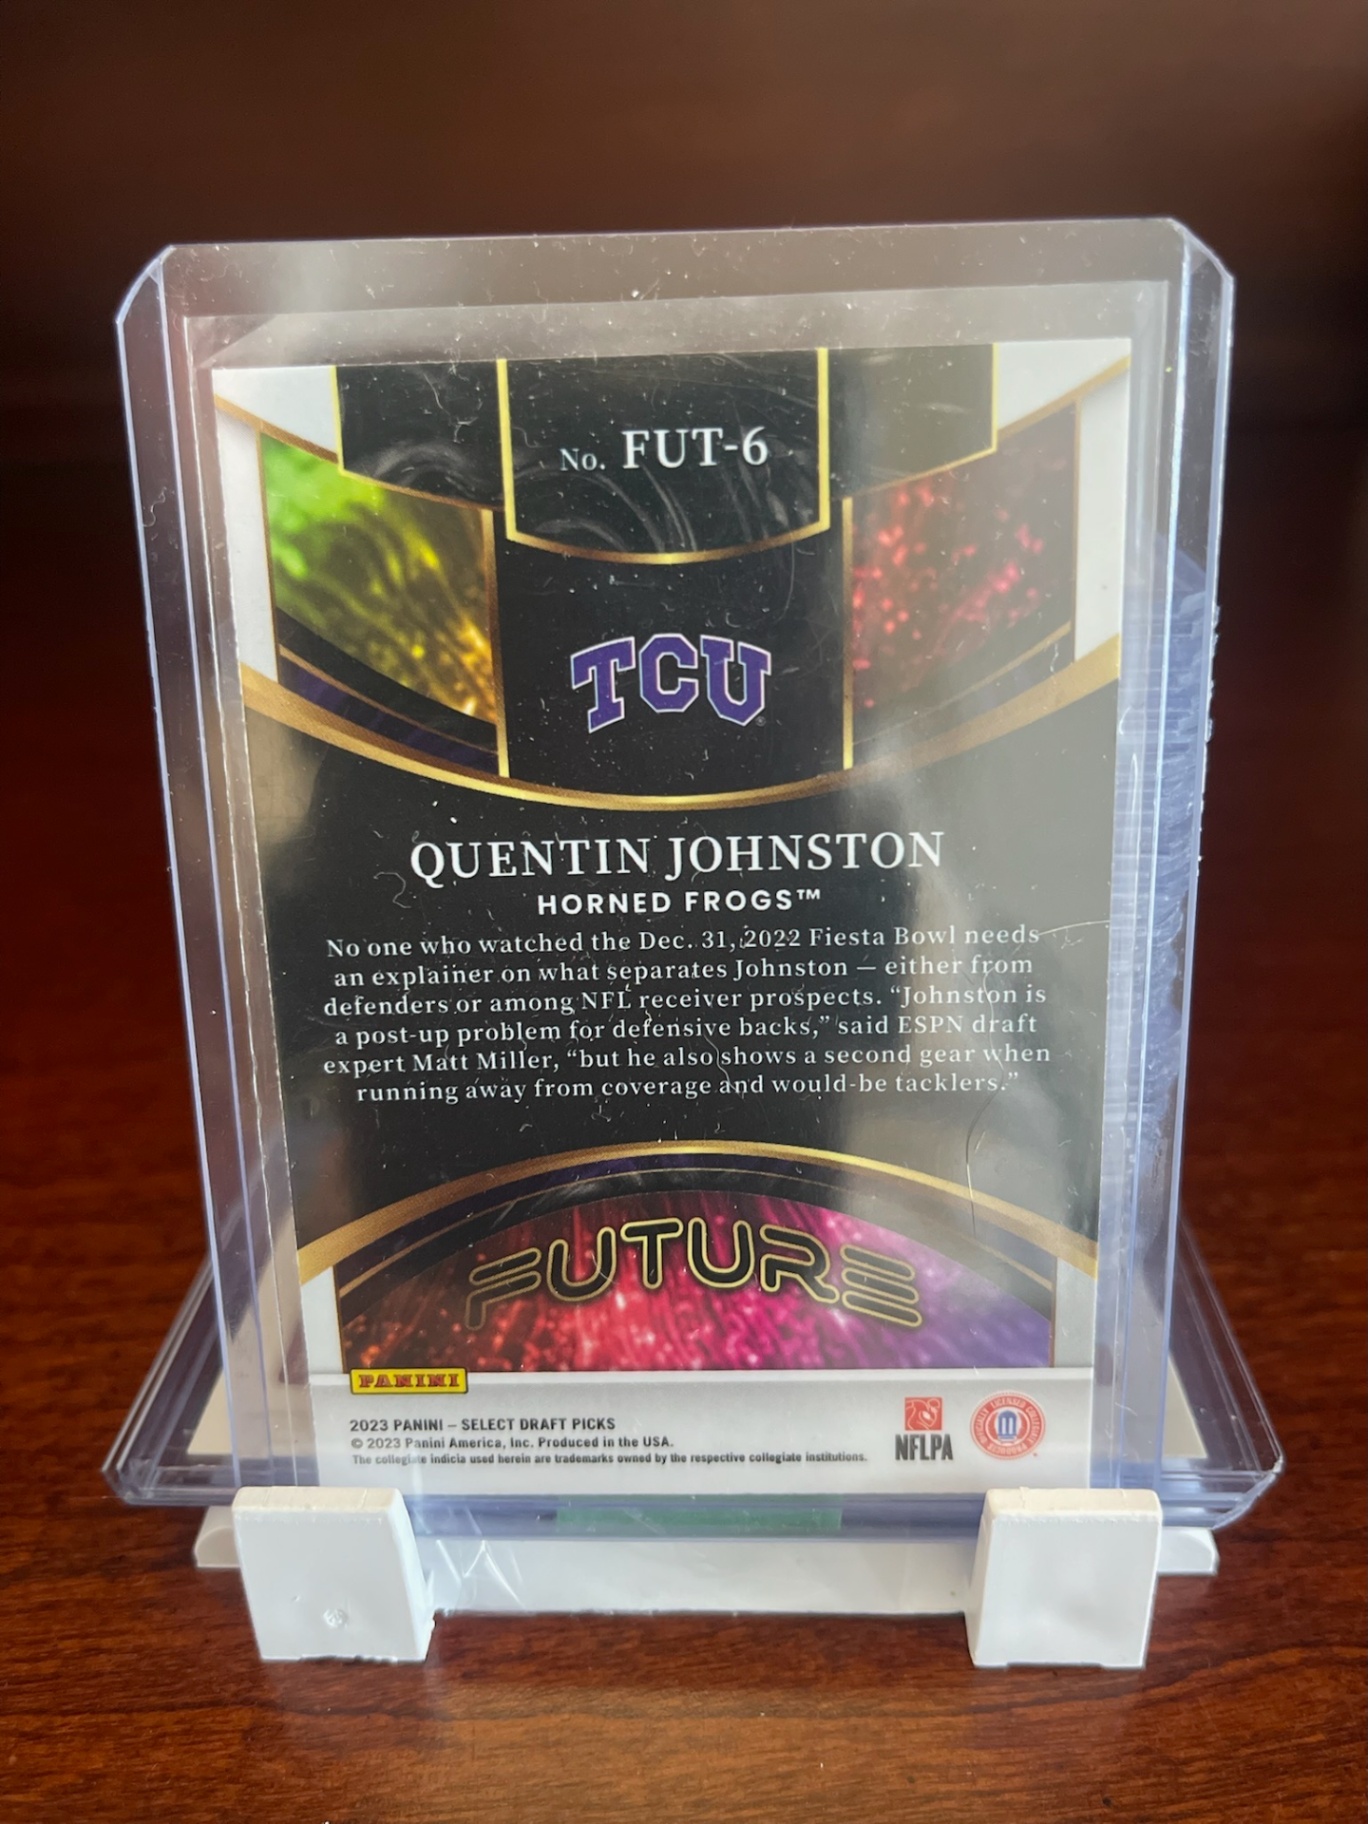 No. FUT-6
TCU
QUENTIN JOHNSTON
HORNED FROGS™
No one who watched the Dec. 31, 2022 Fiesta Bowl needs
an explainer on what separates Johnston — either from
defenders or among NFL receiver prospects. “Johnston is
a post-up problem for defensive backs,” said ESPN draft
expert Matt Miller, “but he also shows a second gear when
running away from coverage and would-be tacklers.”
FUTURE
PANINI
2023 PANINI – SELECT DRAFT PICKS
© 2023 Panini America, Inc. Produced in the USA.
The collegiate indicia used herein are trademarks owned by the respective collegiate institutions.
NFLPA
OFFICIALLY LICENSED COLLEGIATE PRODUCTS